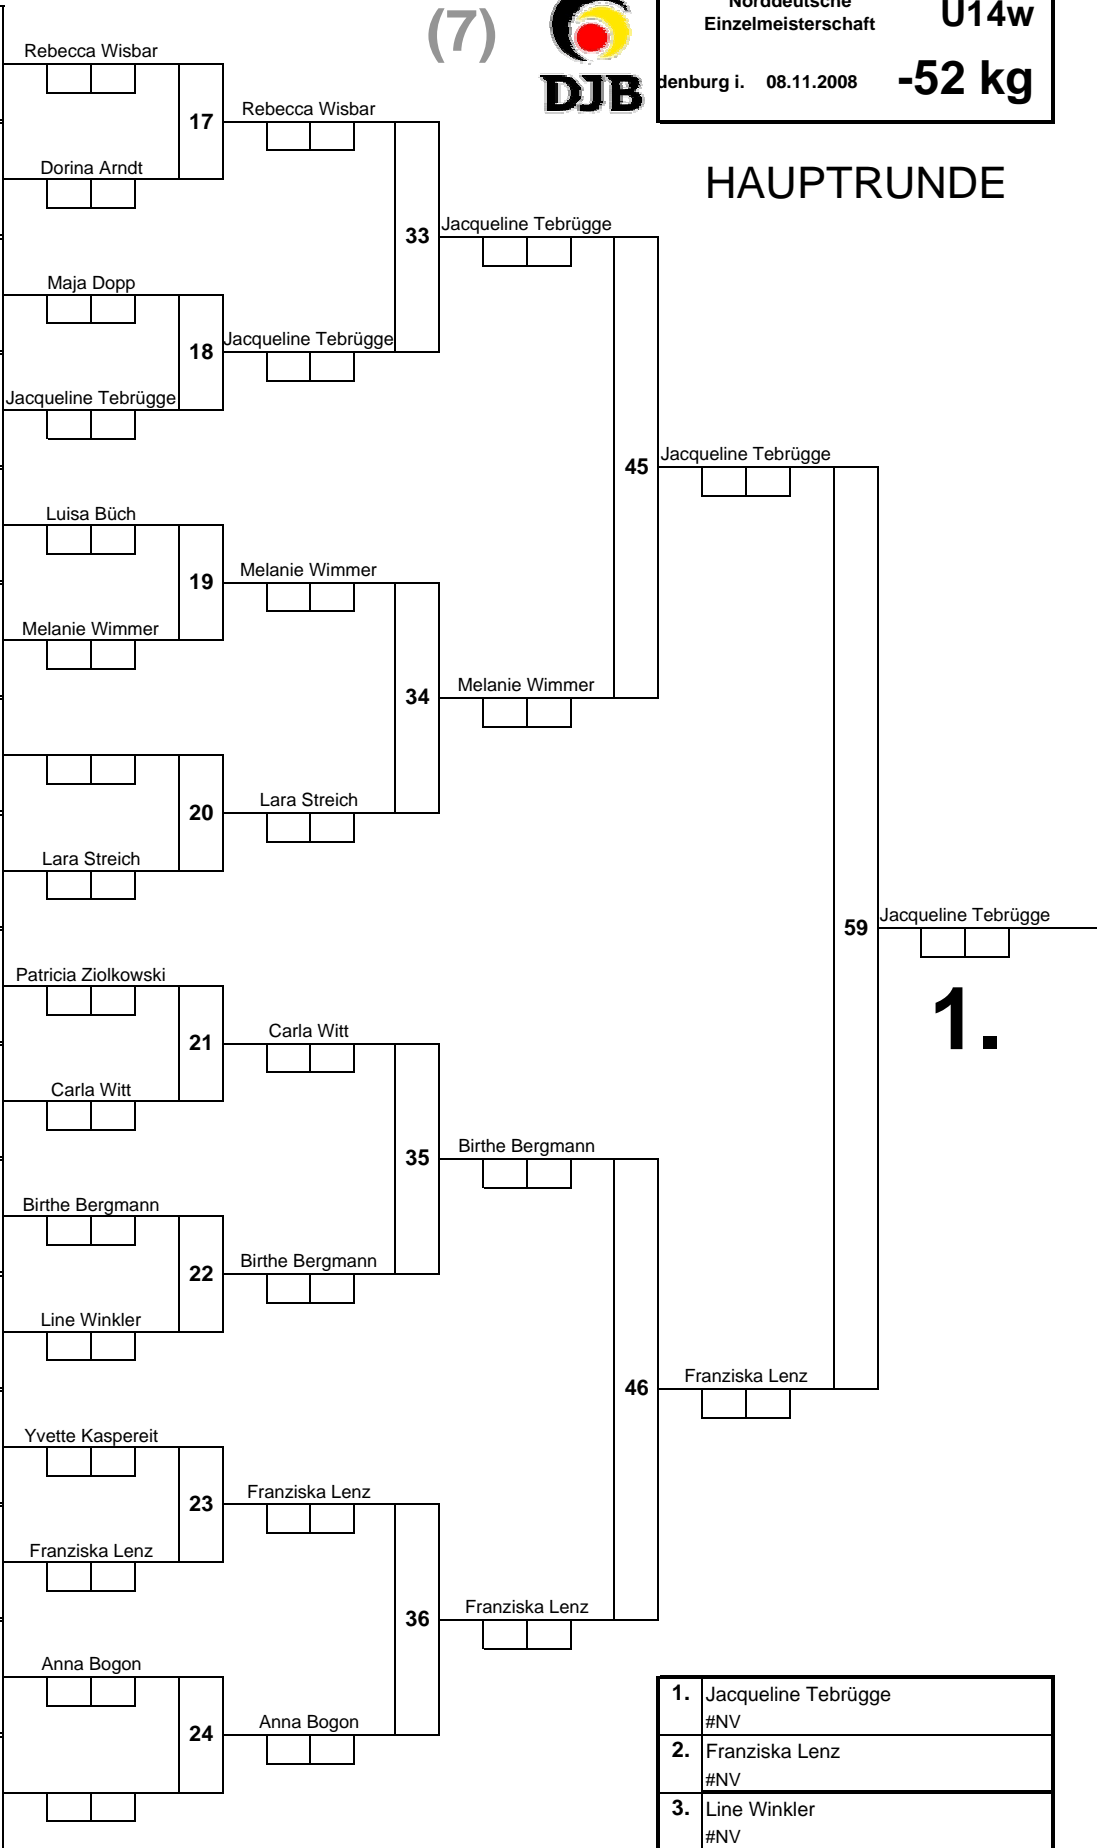 (7)
DJB
Norddeutsche
Einzelmeisterschaft
U14w
denburg i. 08.11.2008
-52 kg
HAUPTRUNDE
Rebecca Wisbar
17
Rebecca Wisbar
Dorina Arndt
33
Jacqueline Tebrügge
Maja Dopp
18
Jacqueline Tebrügge
Jacqueline Tebrügge
45
Jacqueline Tebrügge
Luisa Büch
19
Melanie Wimmer
Melanie Wimmer
34
Melanie Wimmer
20
Lara Streich
Lara Streich
59
Jacqueline Tebrügge
1.
Patricia Ziolkowski
21
Carla Witt
Carla Witt
35
Birthe Bergmann
Birthe Bergmann
22
Birthe Bergmann
Line Winkler
46
Franziska Lenz
Yvette Kaspereit
23
Franziska Lenz
Franziska Lenz
36
Franziska Lenz
Anna Bogon
24
Anna Bogon
1. Jacqueline Tebrügge
#NV
2. Franziska Lenz
#NV
3. Line Winkler
#NV